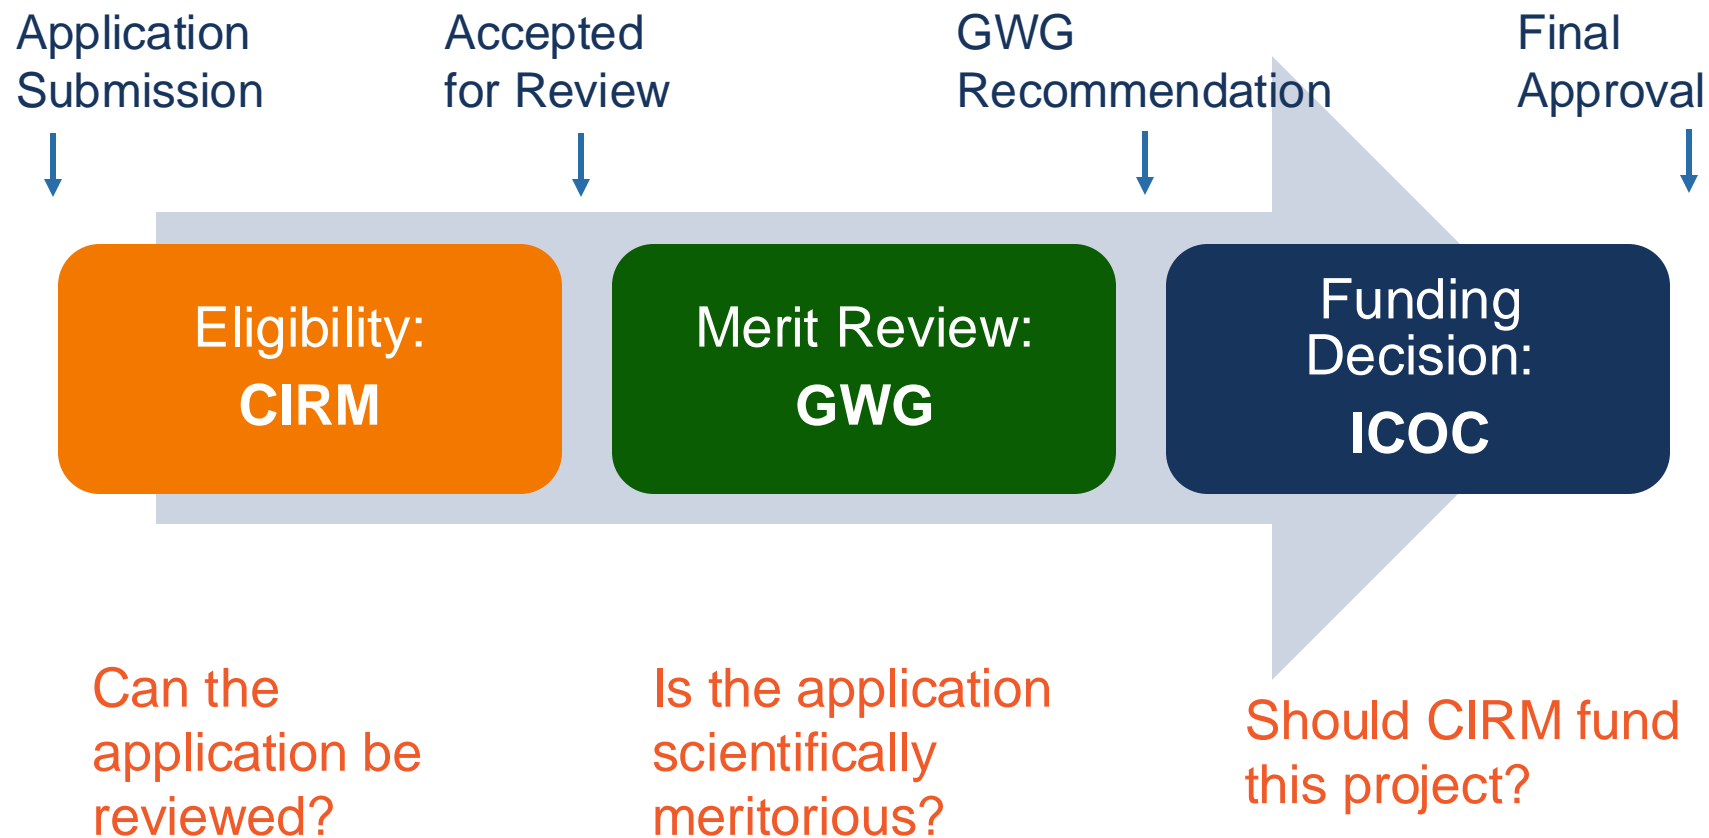 Application
Submission
Accepted
for Review
GWG
Recommendation
Final
Approval
Eligibility:
CIRM
Merit Review:
GWG
Funding
Decision:
ICOC
Can the
application be
reviewed?
Is the application
scientifically
meritorious?
Should CIRM fund
this project?